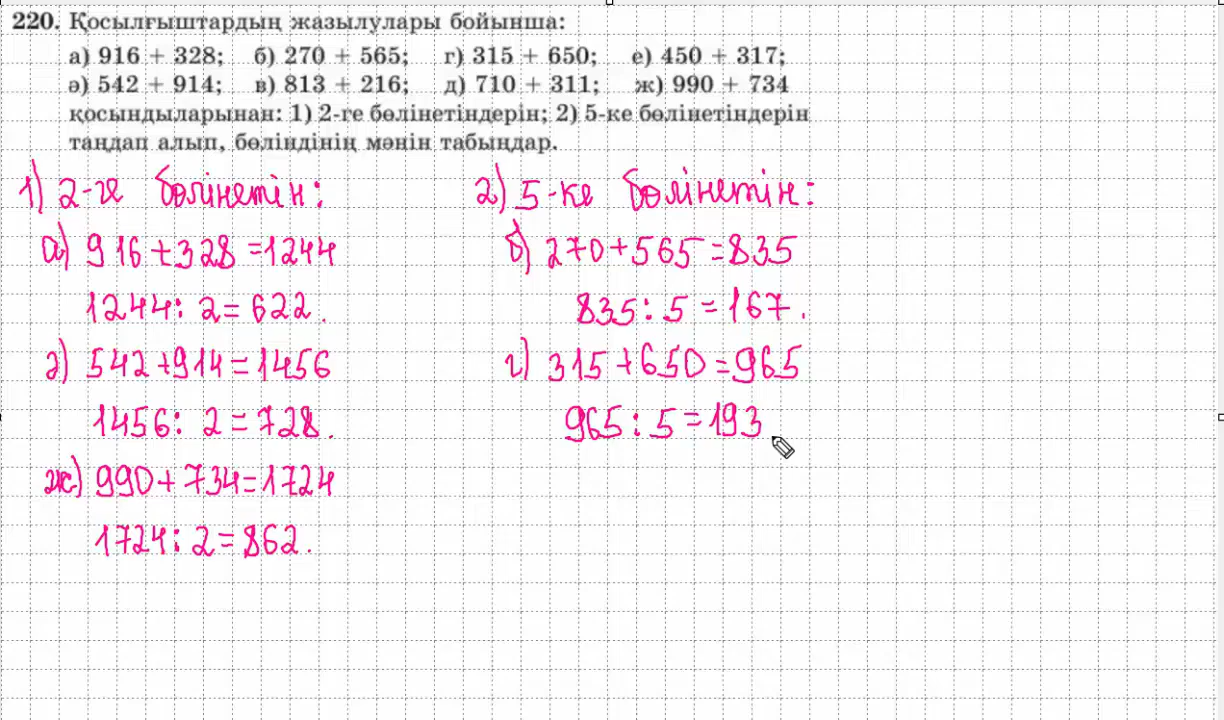 220. Қосылғыштардың жазылулары бойынша:
а) 916 + 328; б) 270 + 565; г) 315 + 650; е) 450 + 317;
ә) 542 + 914; в) 813 + 216; д) 710 + 311; ж) 990 + 734
қосындыларынан: 1) 2-ге бөлінетіндерін; 2) 5-ке бөлінетіндерін
таңдап алып, бөліндінің мәнін табыңдар.
1) 2-ге бөлінетін:
а) 916+328=1244
1244: 2=622.
ә) 542+914=1456
1456: 2=728.
ж) 990+734=1724
1724: 2=862.
2) 5-ке бөлінетін:
б) 270+565=835
835: 5=167.
г) 315+650=965
965: 5=193